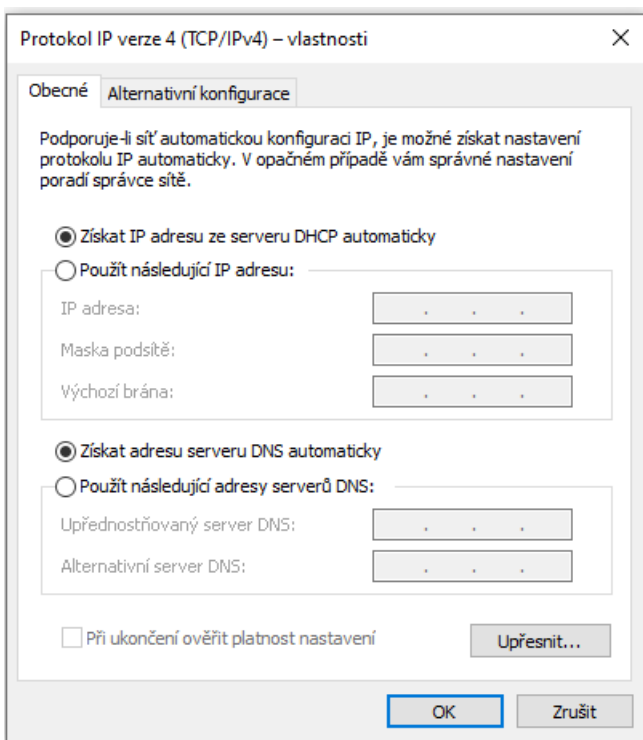 Protokol IP verze 4 (TCP/IPv4) – vlastnosti
Obecné
Alternativní konfigurace
Podporuje-li síť automatickou konfiguraci IP, je možné získat nastavení
protokolu IP automaticky. V opačném případě vám správné nastavení
poradí správce sítě.
Získat IP adresu ze serveru DHCP automaticky
Použít následující IP adresu:
IP adresa:
Maska podsítě:
Výchozí brána:
Získat adresu serveru DNS automaticky
Použít následující adresy serverů DNS:
Upřednostňovaný server DNS:
Alternativní server DNS:
Při ukončení ověřit platnost nastavení
Upřesnit...
OK
Zrušit